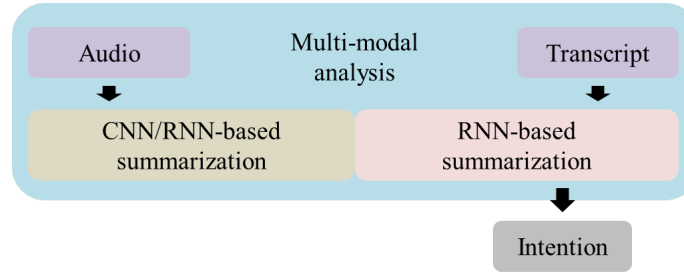 Audio
Multi-modal
analysis
Transcript
CNN/RNN-based
summarization
RNN-based
summarization
Intention